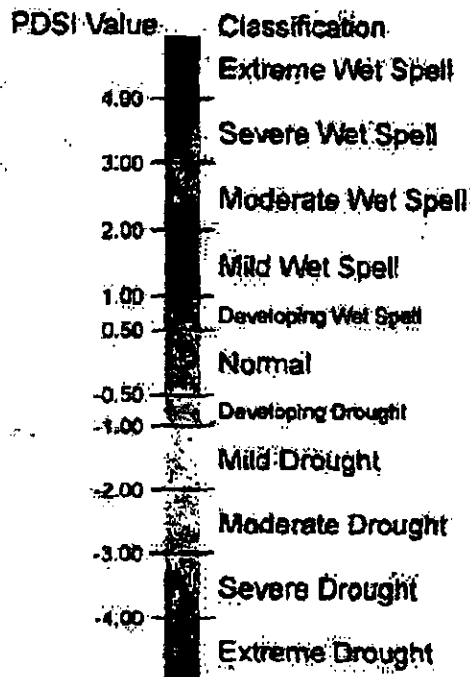 PDSI Value Classification
Extreme Wet Spell
4.00
Severe Wet Spell
3.00
Moderate Wet Spell
2.00
Mild Wet Spell
1.00
Developing Wet Spell
0.50
Normal
-0.50
Developing Drought
-1.00
Mild Drought
-2.00
Moderate Drought
-3.00
Severe Drought
-4.00
Extreme Drought